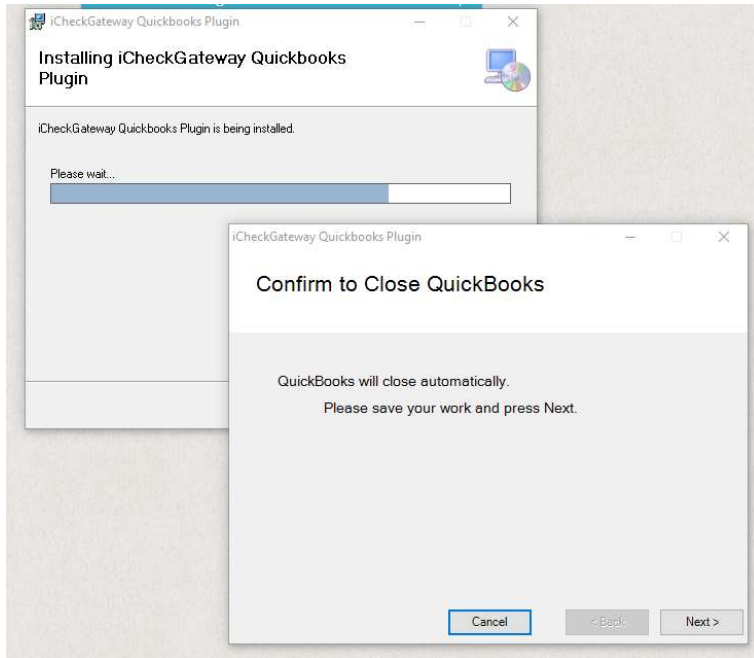 iCheckGateway Quickbooks Plugin
Installing iCheckGateway Quickbooks
Plugin
iCheckGateway Quickbooks Plugin is being installed.
Please wait...
iCheckGateway Quickbooks Plugin
Confirm to Close QuickBooks
QuickBooks will close automatically.
Please save your work and press Next.
Cancel
< Back
Next >